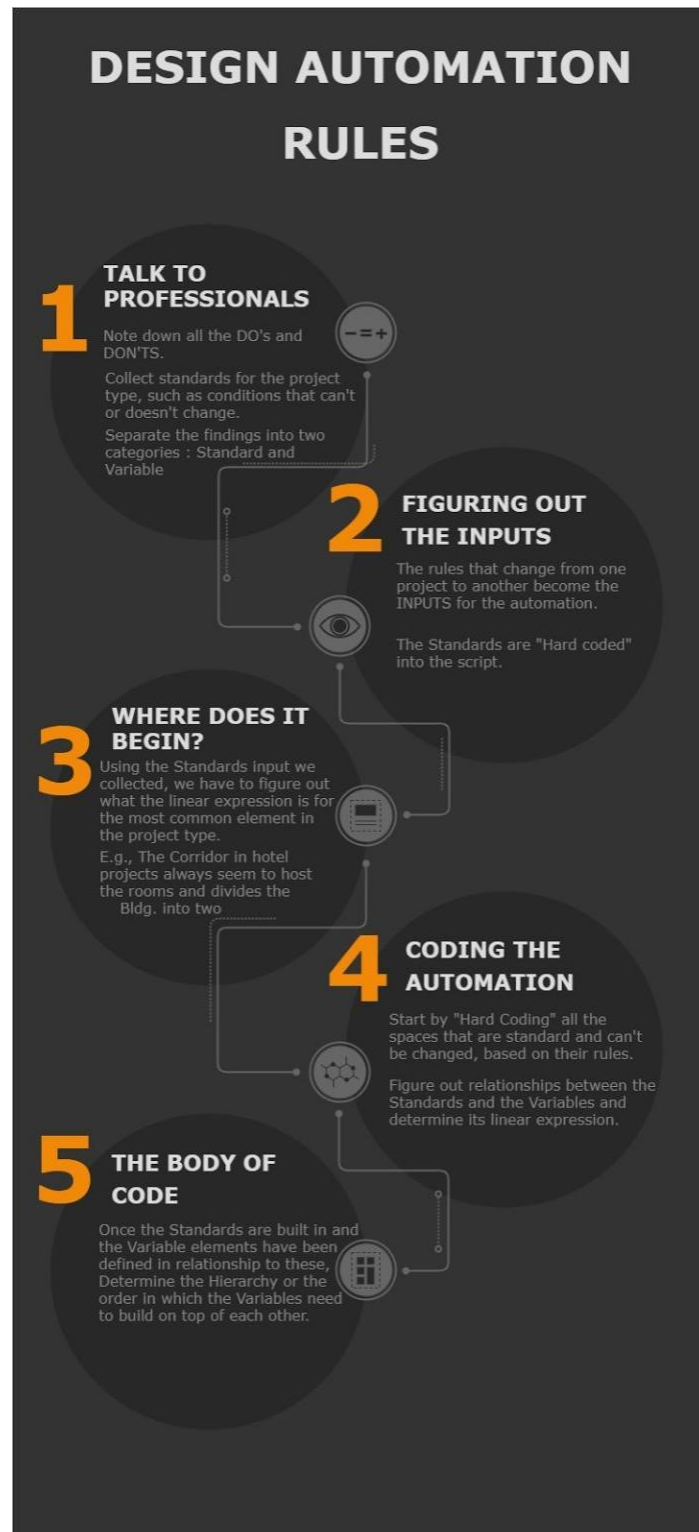 DESIGN AUTOMATION
RULES
1
TALK TO
PROFESSIONALS
Note down all the DO's and
DON'TS.
Collect standards for the project
type, such as conditions that can't
or doesn't change.
Separate the findings into two
categories : Standard and
Variable
- = +
2
FIGURING OUT
THE INPUTS
The rules that change from one
project to another become the
INPUTS for the automation.
The Standards are "Hard coded"
into the script.
3
WHERE DOES IT
BEGIN?
Using the Standards input we
collected, we have to figure out
what the linear expression is for
the most common element in
the project type.
E.g., The Corridor in hotel
projects always seem to host
the rooms and divides the
Bldg. into two
4
CODING THE
AUTOMATION
Start by "Hard Coding" all the
spaces that are standard and can't
be changed, based on their rules.
Figure out relationships between the
Standards and the Variables and
determine its linear expression.
5
THE BODY OF
CODE
Once the Standards are built in and
the Variable elements have been
defined in relationship to these,
Determine the Hierarchy or the
order in which the Variables need
to build on top of each other.